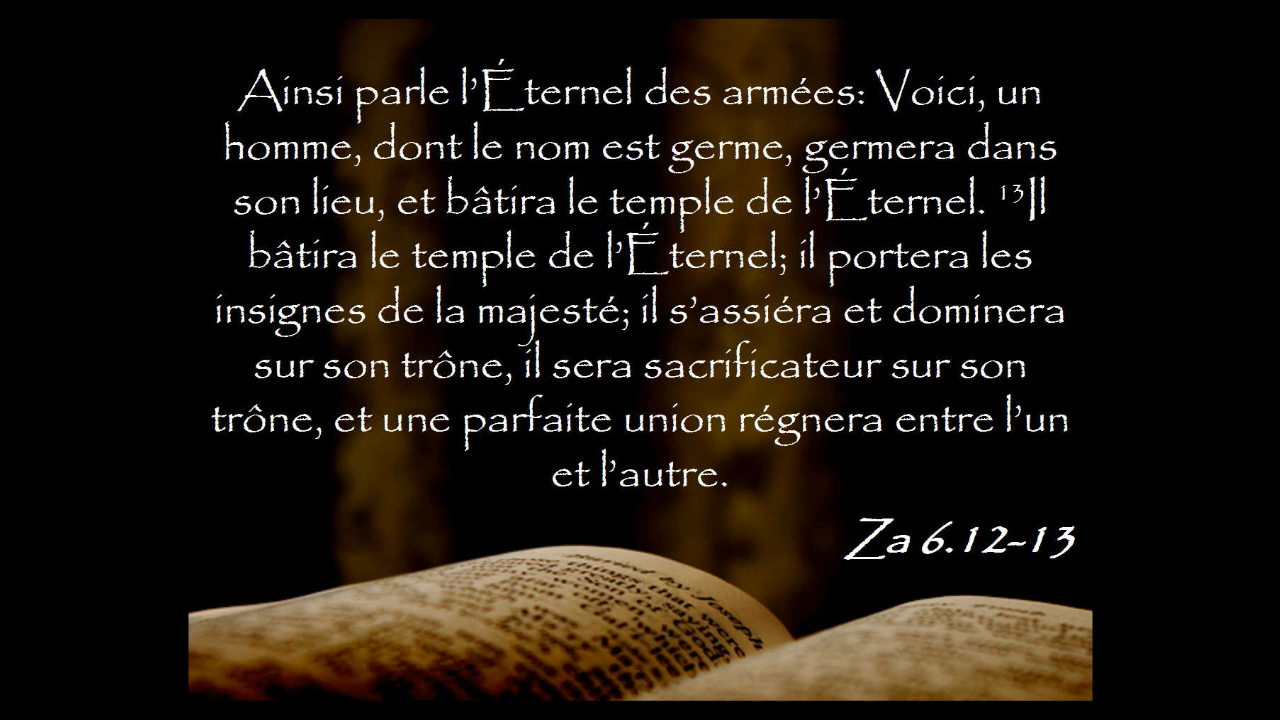 Ainsi parle l’Éternel des armées: Voici, un
homme, dont le nom est germe, germera dans
son lieu, et bâtira le temple de l’Éternel. ¹³Il
bâtira le temple de l’Éternel; il portera les
insignes de la majesté; il s’assiéra et dominera
sur son trône, il sera sacrificateur sur son
trône, et une parfaite union régnera entre l’un
et l’autre.
Za 6.12-13